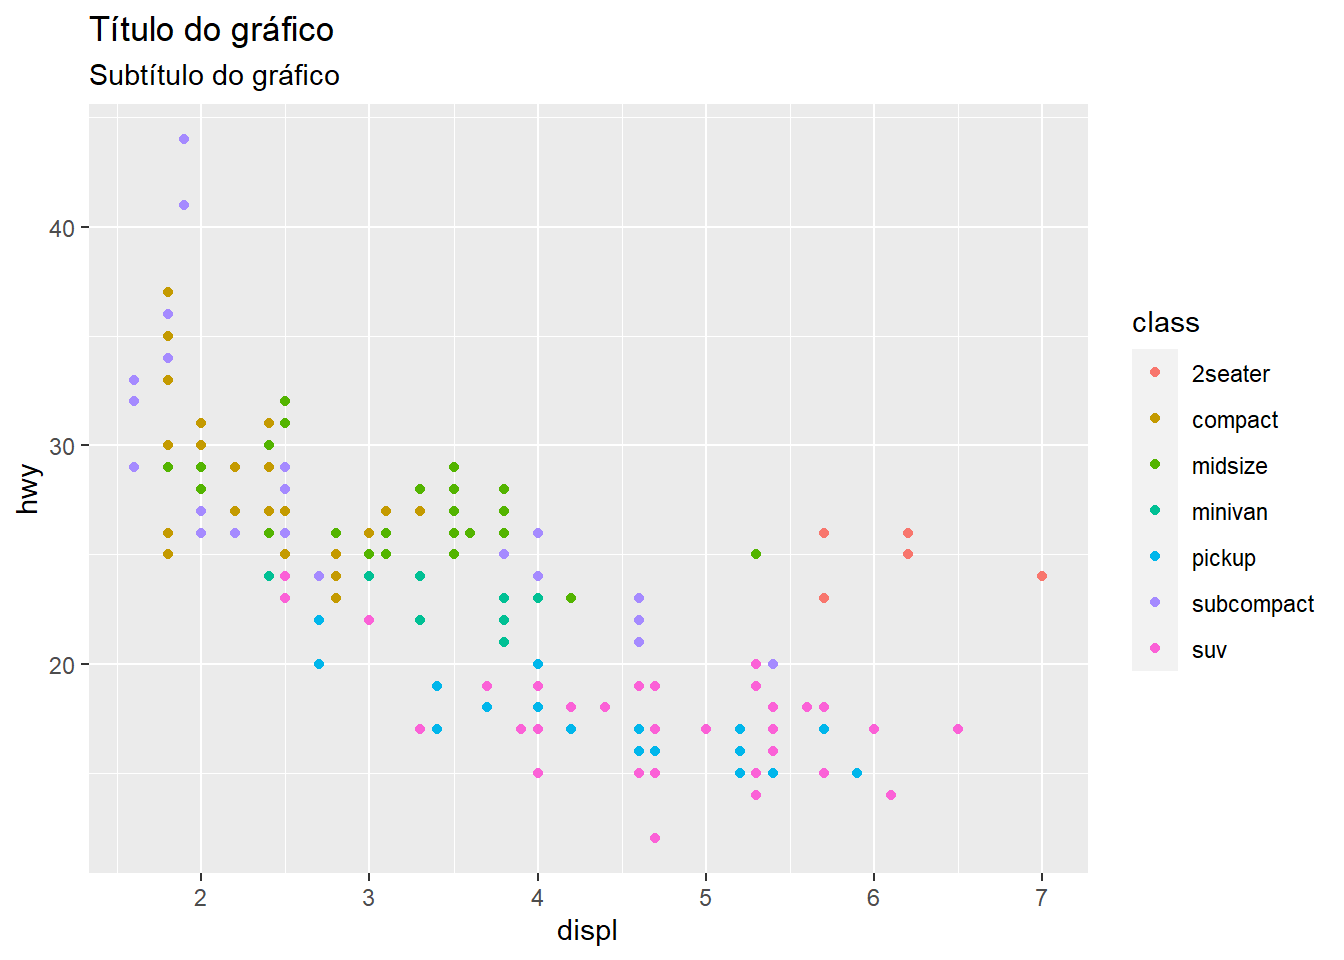 Título do gráfico
Subtítulo do gráfico
40
30
20
hwy
2 3 4 5 6 7
displ
class
2seater
compact
midsize
minivan
pickup
subcompact
suv